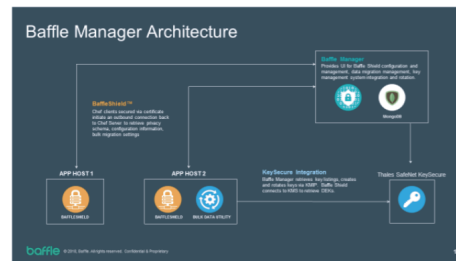 Baffle Manager Architecture
Baffle Manager
Provides UI for Baffle Shield configuration and
management, data migration management, key
management system integration and rotation.
MongoDB
BaffleShield™
Chef clients secured via certificate
initiate an outbound connection back
to Chef Server to retrieve privacy
schema, configuration information,
bulk migration settings
APP HOST 1
BAFFLESHIELD
APP HOST 2
BAFFLESHIELD
BULK DATA UTILITY
KeySecure Integration
Baffle Manager retrieves key listings, creates
and rotates keys via KMIP. Baffle Shield
connects to KMS to retrieve DEKs.
Thales SafeNet KeySecure
baffle
Baffle. All rights reserved. Confidential & Proprietary